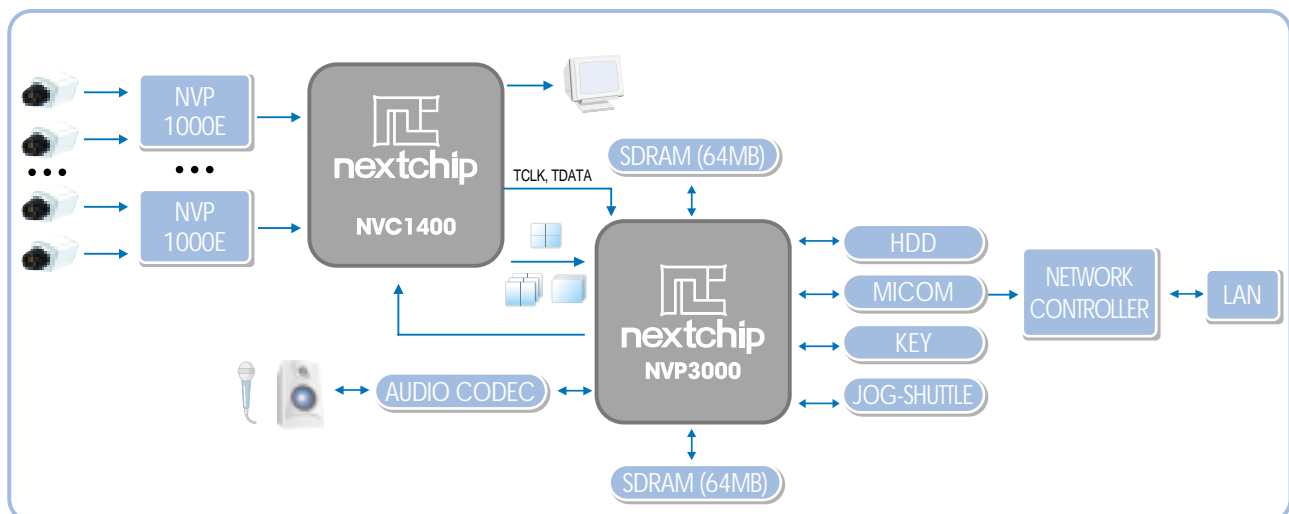 NVP
1000E
• • •
• • •
NVP
1000E
nextchip
NVC1400
TCLK, TDATA
SDRAM (64MB)
nextchip
NVP3000
HDD
MICOM
KEY
JOG-SHUTTLE
NETWORK
CONTROLLER
LAN
AUDIO CODEC
SDRAM (64MB)